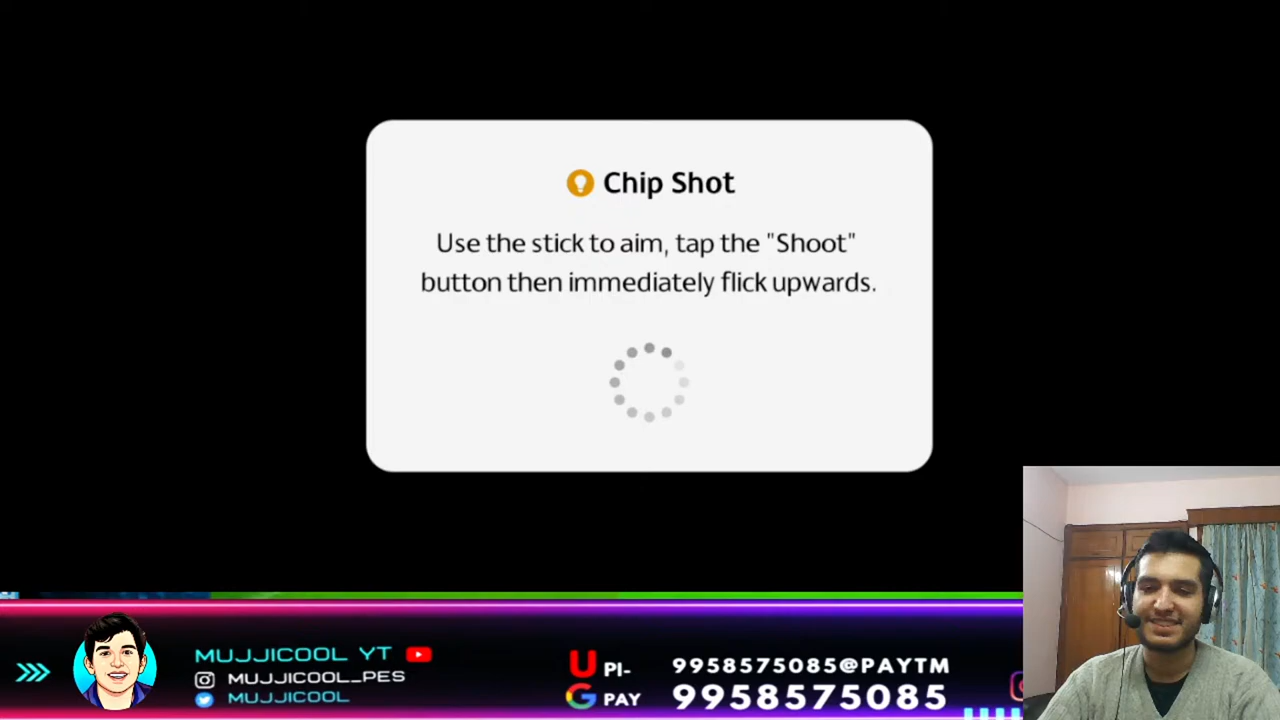 Chip Shot
Use the stick to aim, tap the "Shoot"
button then immediately flick upwards.
MUJJICOOL YT
MUJJICOOL_PES
MUJJICOOL
UPI- 9958575085@PAYTM
G PAY 9958575085